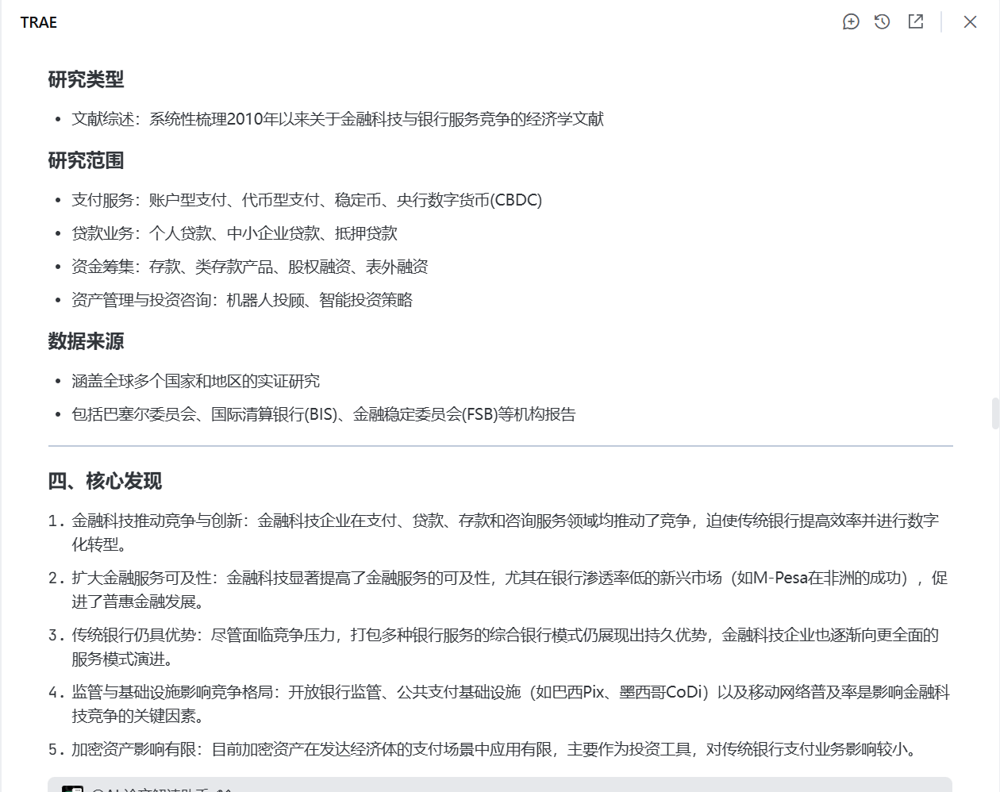 TRAE
研究类型
• 文献综述：系统性梳理2010年以来关于金融科技与银行服务竞争的经济学文献
研究范围
• 支付服务：账户型支付、代币型支付、稳定币、央行数字货币(CBDC)
• 贷款业务：个人贷款、中小企业贷款、抵押贷款
• 资金筹集：存款、类存款产品、股权融资、表外融资
• 资产管理与投资咨询：机器人投顾、智能投资策略
数据来源
• 涵盖全球多个国家和地区的实证研究
• 包括巴塞尔委员会、国际清算银行(BIS)、金融稳定委员会(FSB)等机构报告
四、核心发现
1. 金融科技推动竞争与创新：金融科技企业在支付、贷款、存款和咨询服务领域均推动了竞争，迫使传统银行提高效率并进行数字
化转型。
2. 扩大金融服务可及性：金融科技显著提高了金融服务的可及性，尤其在银行渗透率低的新兴市场（如M-Pesa在非洲的成功），促
进了普惠金融发展。
3. 传统银行仍具优势：尽管面临竞争压力，打包多种银行服务的综合银行模式仍展现出持久优势，金融科技企业也逐渐向更全面的
服务模式演进。
4. 监管与基础设施影响竞争格局：开放银行监管、公共支付基础设施（如巴西Pix、墨西哥CoDi）以及移动网络普及率是影响金融科
技竞争的关键因素。
5. 加密资产影响有限：目前加密资产在发达经济体的支付场景中应用有限，主要作为投资工具，对传统银行支付业务影响较小。